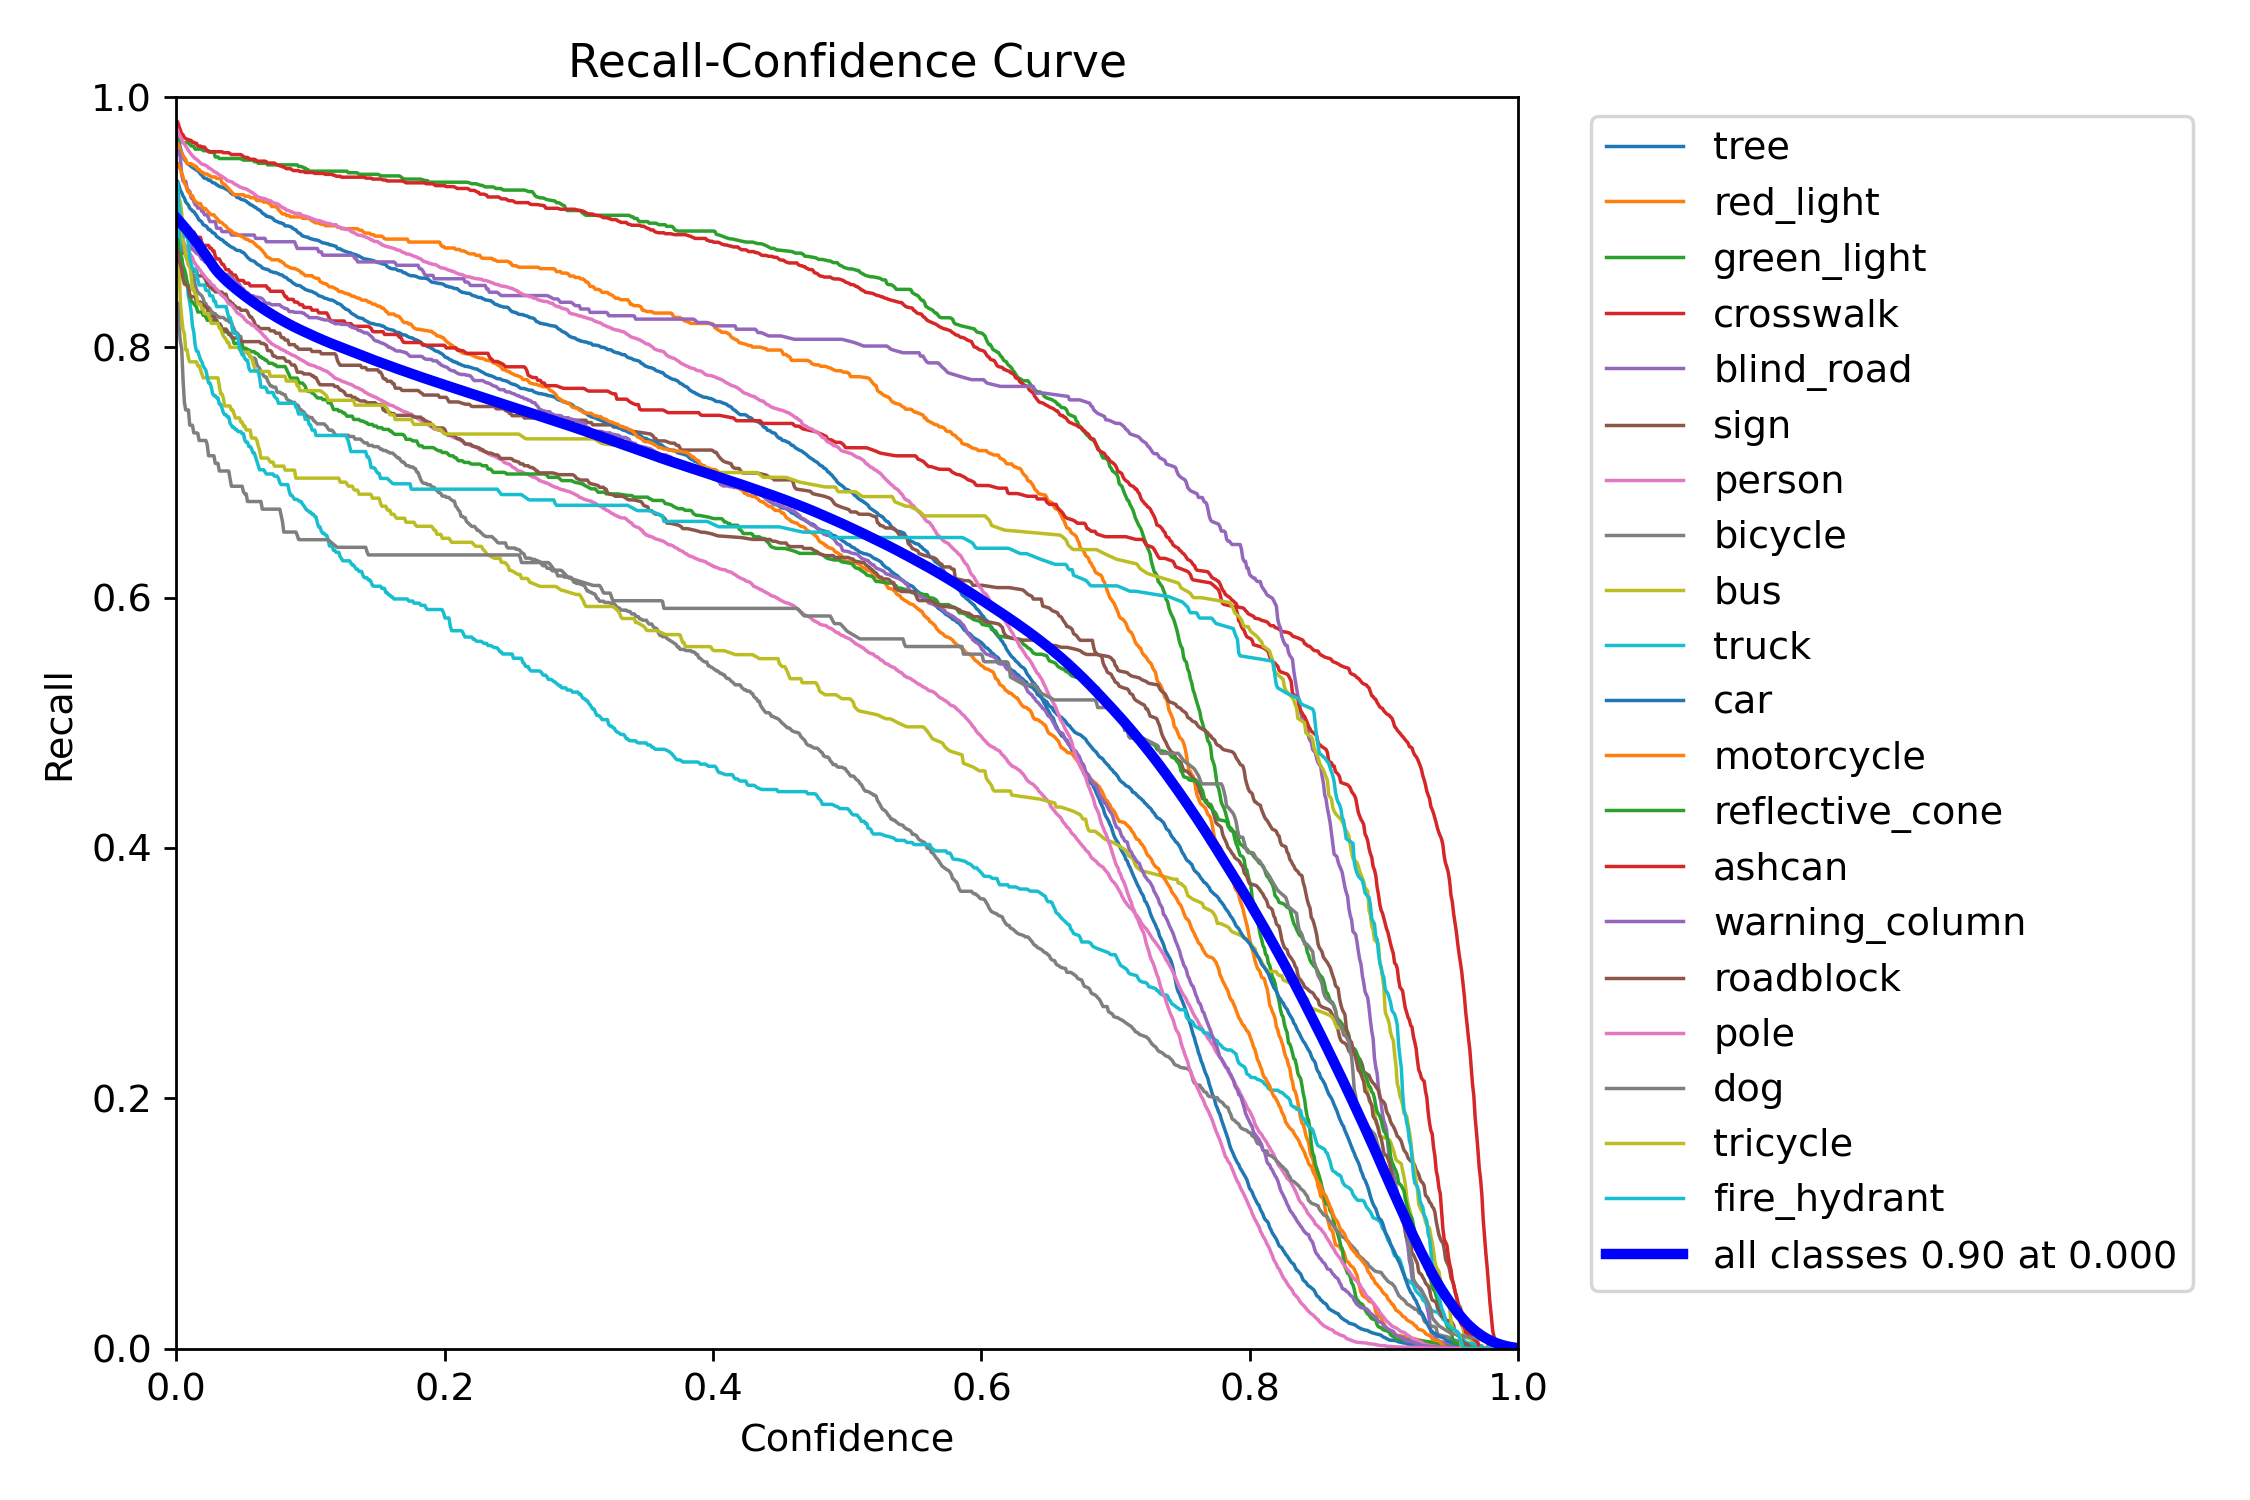 Recall-Confidence Curve
1.0
0.8
0.6
0.4
0.2
0.0
Recall
0.0 0.2 0.4 0.6 0.8 1.0
Confidence
tree
red_light
green_light
crosswalk
blind_road
sign
person
bicycle
bus
truck
car
motorcycle
reflective_cone
ashcan
warning_column
roadblock
pole
dog
tricycle
fire_hydrant
all classes 0.90 at 0.000